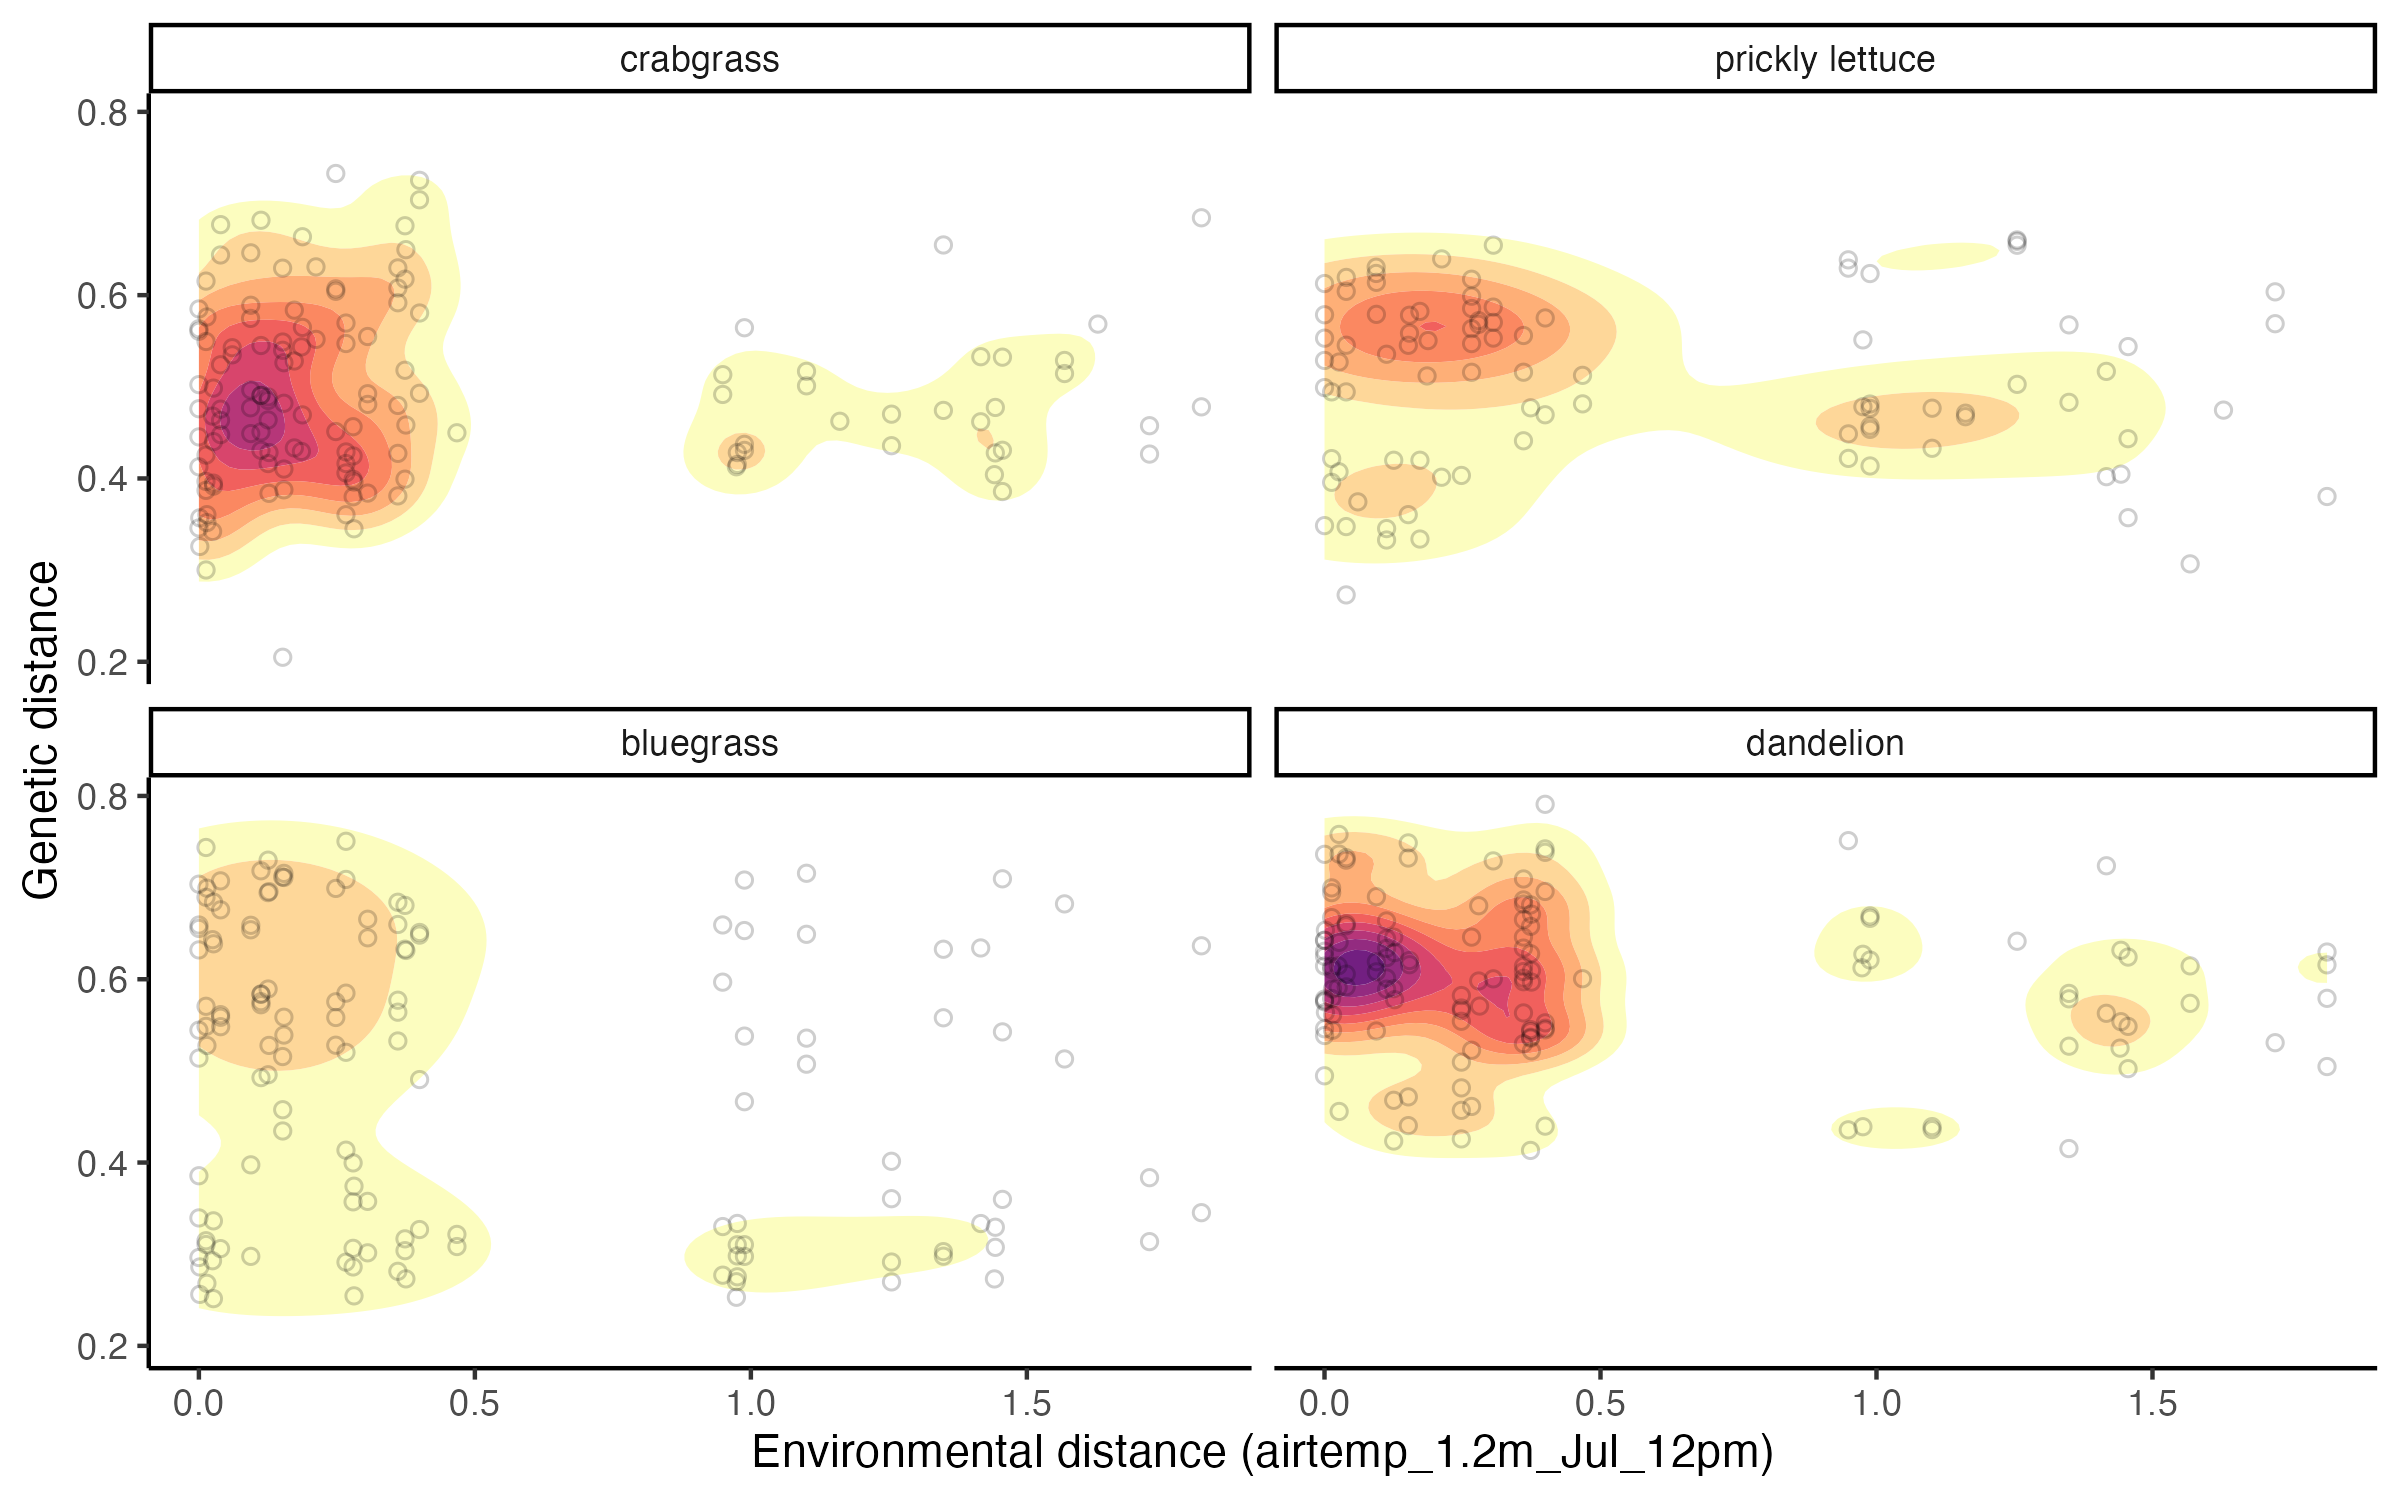 crabgrass
prickly lettuce
0.8
0.6
0.4
0.2
bluegrass
dandelion
0.8
0.6
0.4
0.2
Genetic distance
0.0
0.5
1.0
1.5
0.0
0.5
1.0
1.5
Environmental distance (airtemp_1.2m_Jul_12pm)